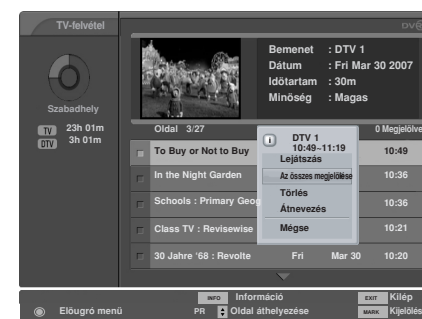 TV-felvétel
Bemenet : DTV 1
Dátum : Fri Mar 30 2007
Időtartam : 30m
Minőség : Magas
Szabadhely
TV 23h 01m
DTV 3h 01m
Oldal 3/27
0 Megjelölve
To Buy or Not to Buy 10:49
In the Night Garden 10:36
Schools : Primary Geog 10:36
Class TV : Revisewise 10:21
30 Jahre '68 : Revolte Fri Mar 30 10:20
i DTV 1
10:49~11:19
Lejátszás
Az összes megjelölése
Törlés
Átnevezés
Mégse
INFO Információ EXIT Kilép
Előugró menü PR Oldal áthelyezése MARK Kijelölés